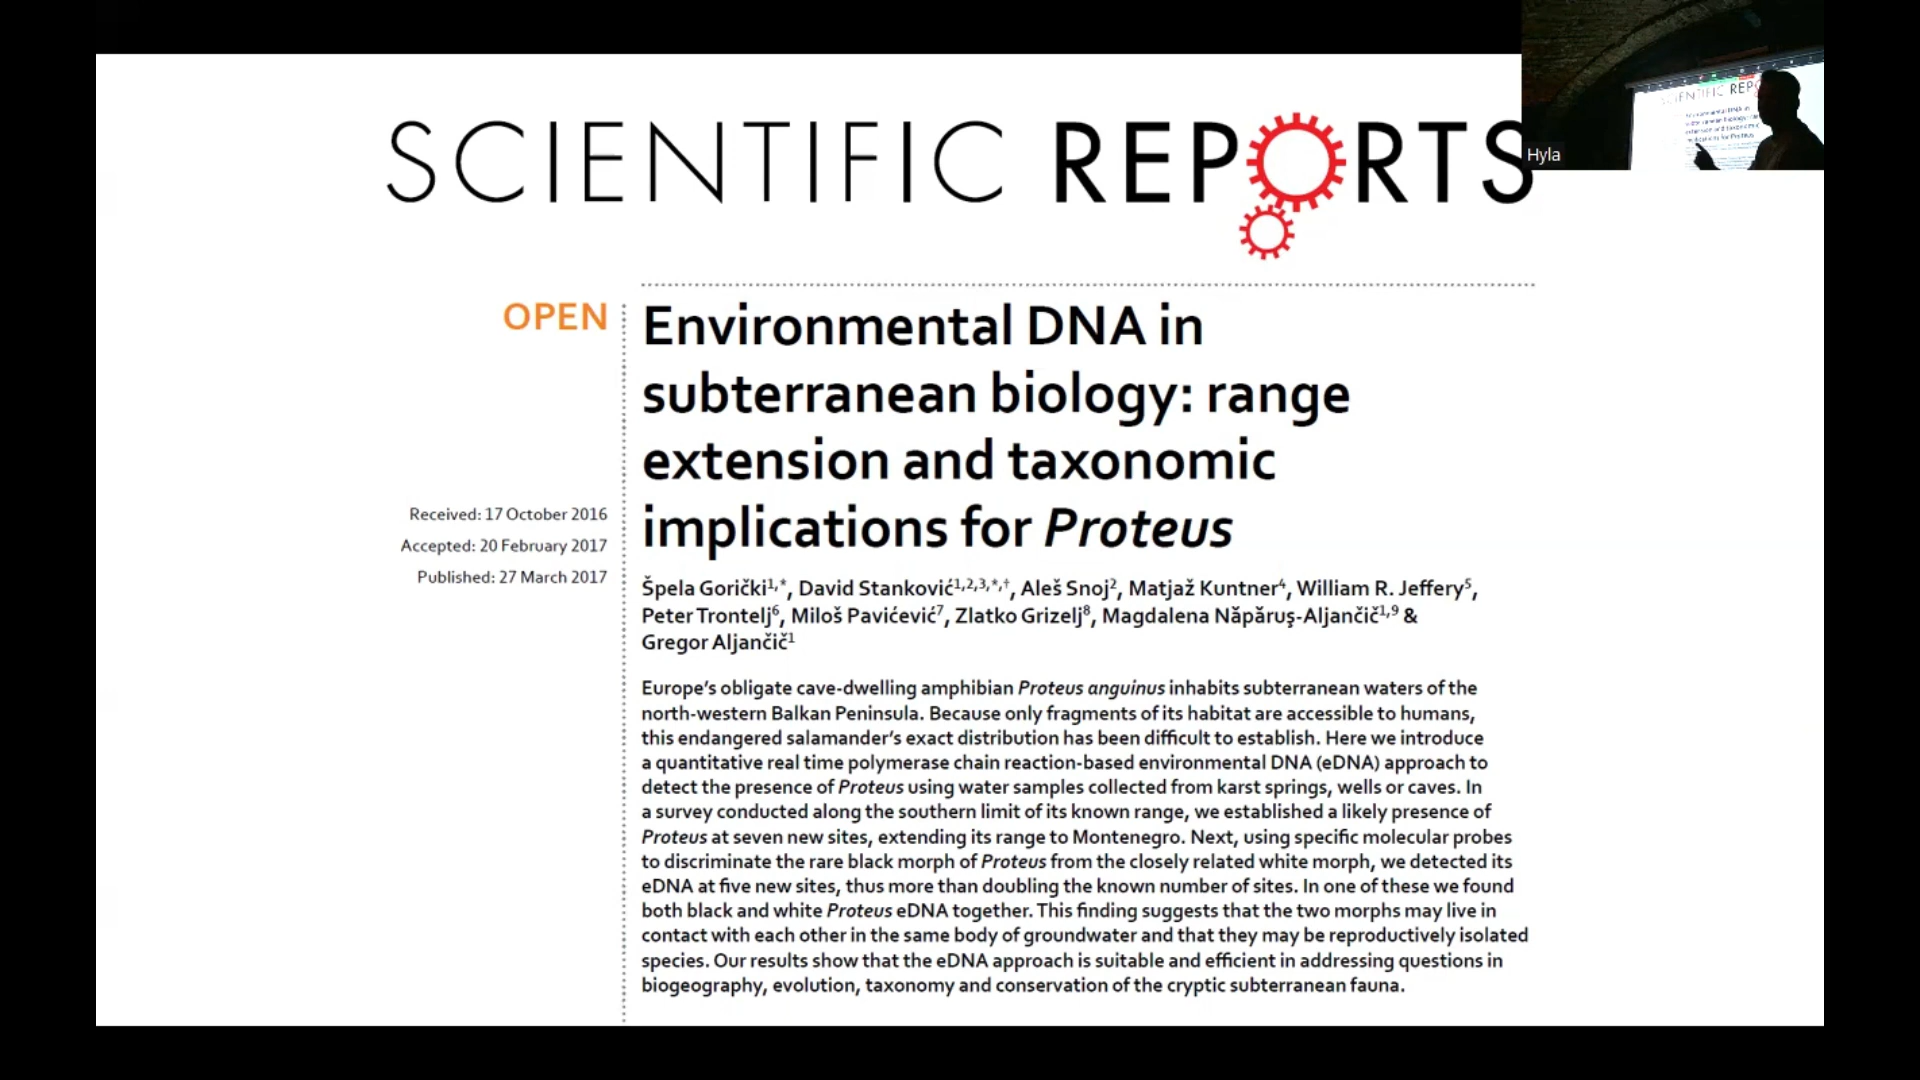 SCIENTIFIC REPORTS
Hyla
OPEN
Environmental DNA in
subterranean biology: range
extension and taxonomic
implications for Proteus
Received: 17 October 2016
Accepted: 20 February 2017
Published: 27 March 2017
Špela Gorički1,*, David Stanković1,2,3,*,†, Aleš Snoj2, Matjaž Kuntner4, William R. Jeffery5,
Peter Trontelj6, Miloš Pavićević7, Zlatko Grizelj8, Magdalena Năpăruş-Aljančič1,9 &
Gregor Aljančič1
Europe's obligate cave-dwelling amphibian Proteus anguinus inhabits subterranean waters of the
north-western Balkan Peninsula. Because only fragments of its habitat are accessible to humans,
this endangered salamander's exact distribution has been difficult to establish. Here we introduce
a quantitative real time polymerase chain reaction-based environmental DNA (eDNA) approach to
detect the presence of Proteus using water samples collected from karst springs, wells or caves. In
a survey conducted along the southern limit of its known range, we established a likely presence of
Proteus at seven new sites, extending its range to Montenegro. Next, using specific molecular probes
to discriminate the rare black morph of Proteus from the closely related white morph, we detected its
eDNA at five new sites, thus more than doubling the known number of sites. In one of these we found
both black and white Proteus eDNA together. This finding suggests that the two morphs may live in
contact with each other in the same body of groundwater and that they may be reproductively isolated
species. Our results show that the eDNA approach is suitable and efficient in addressing questions in
biogeography, evolution, taxonomy and conservation of the cryptic subterranean fauna.